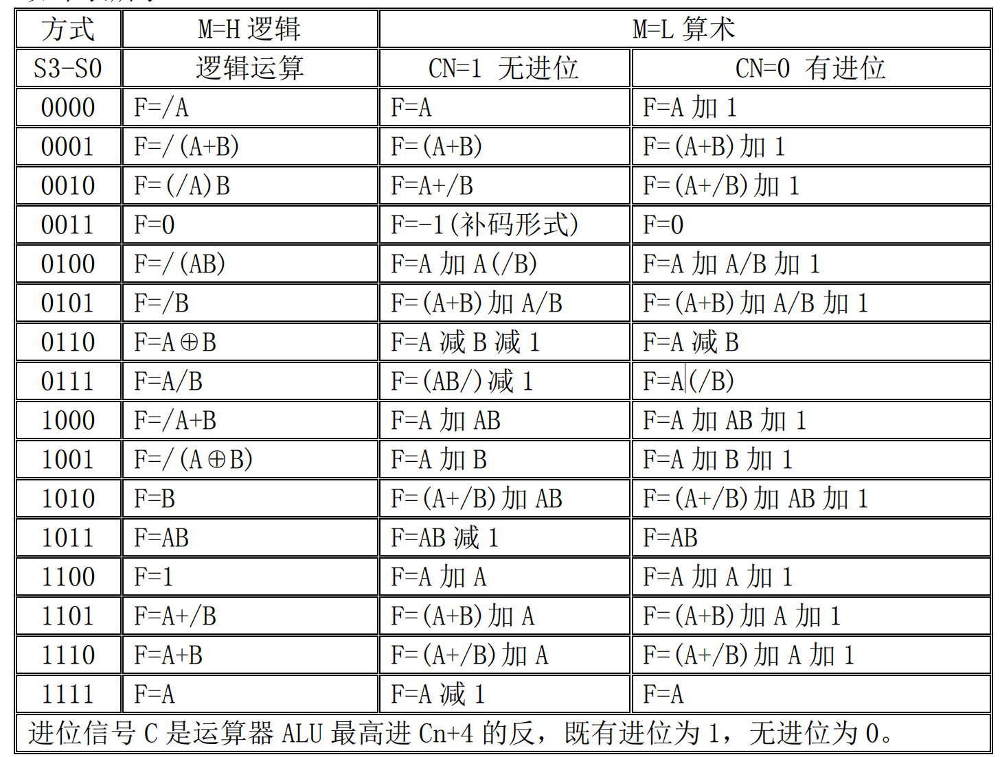 方式 M=H 逻辑 M=L 算术
S3-S0 逻辑运算 CN=1 无进位 CN=0 有进位
0000 F=/A F=A F=A 加 1
0001 F=/(A+B) F=(A+B) F=(A+B)加 1
0010 F=(/A)B F=A+/B F=(A+/B)加 1
0011 F=0 F=-1(补码形式) F=0
0100 F=/(AB) F=A 加 A(/B) F=A 加 A/B 加 1
0101 F=/B F=(A+B)加 A/B F=(A+B)加 A/B 加 1
0110 F=A⊕B F=A 减 B 减 1 F=A 减 B
0111 F=A/B F=(AB/)减 1 F=A(/B)
1000 F=/A+B F=A 加 AB F=A 加 AB 加 1
1001 F=/(A⊕B) F=A 加 B F=A 加 B 加 1
1010 F=B F=(A+/B)加 AB F=(A+/B)加 AB 加 1
1011 F=AB F=AB 减 1 F=AB
1100 F=1 F=A 加 A F=A 加 A 加 1
1101 F=A+/B F=(A+B)加 A F=(A+B)加 A 加 1
1110 F=A+B F=(A+/B)加 A F=(A+/B)加 A 加 1
1111 F=A F=A 减 1 F=A
进位信号 C 是运算器 ALU 最高进 Cn+4 的反，既有进位为 1，无进位为 0。